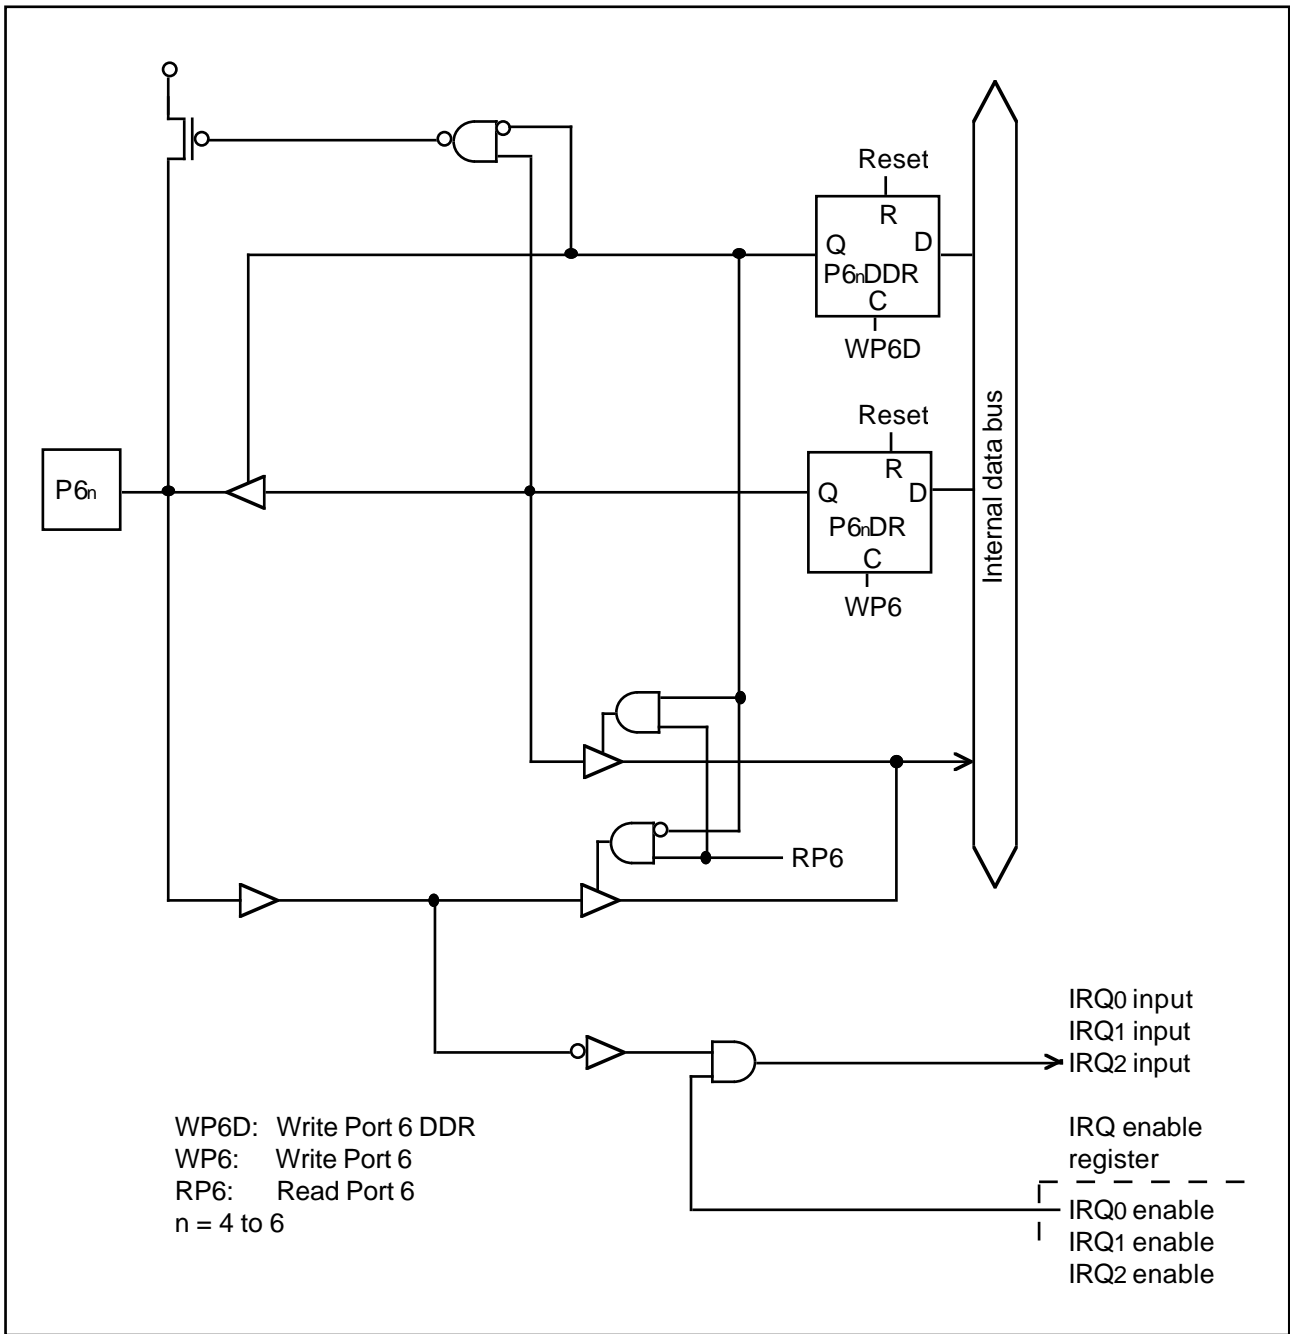 Reset
R
Q D
P6nDDR
C
WP6D
Reset
R
Q D
P6nDR
C
WP6
P6n
Internal data bus
RP6
IRQ0 input
IRQ1 input
IRQ2 input
WP6D: Write Port 6 DDR
WP6: Write Port 6
RP6: Read Port 6
n = 4 to 6
IRQ enable
register
IRQ0 enable
IRQ1 enable
IRQ2 enable